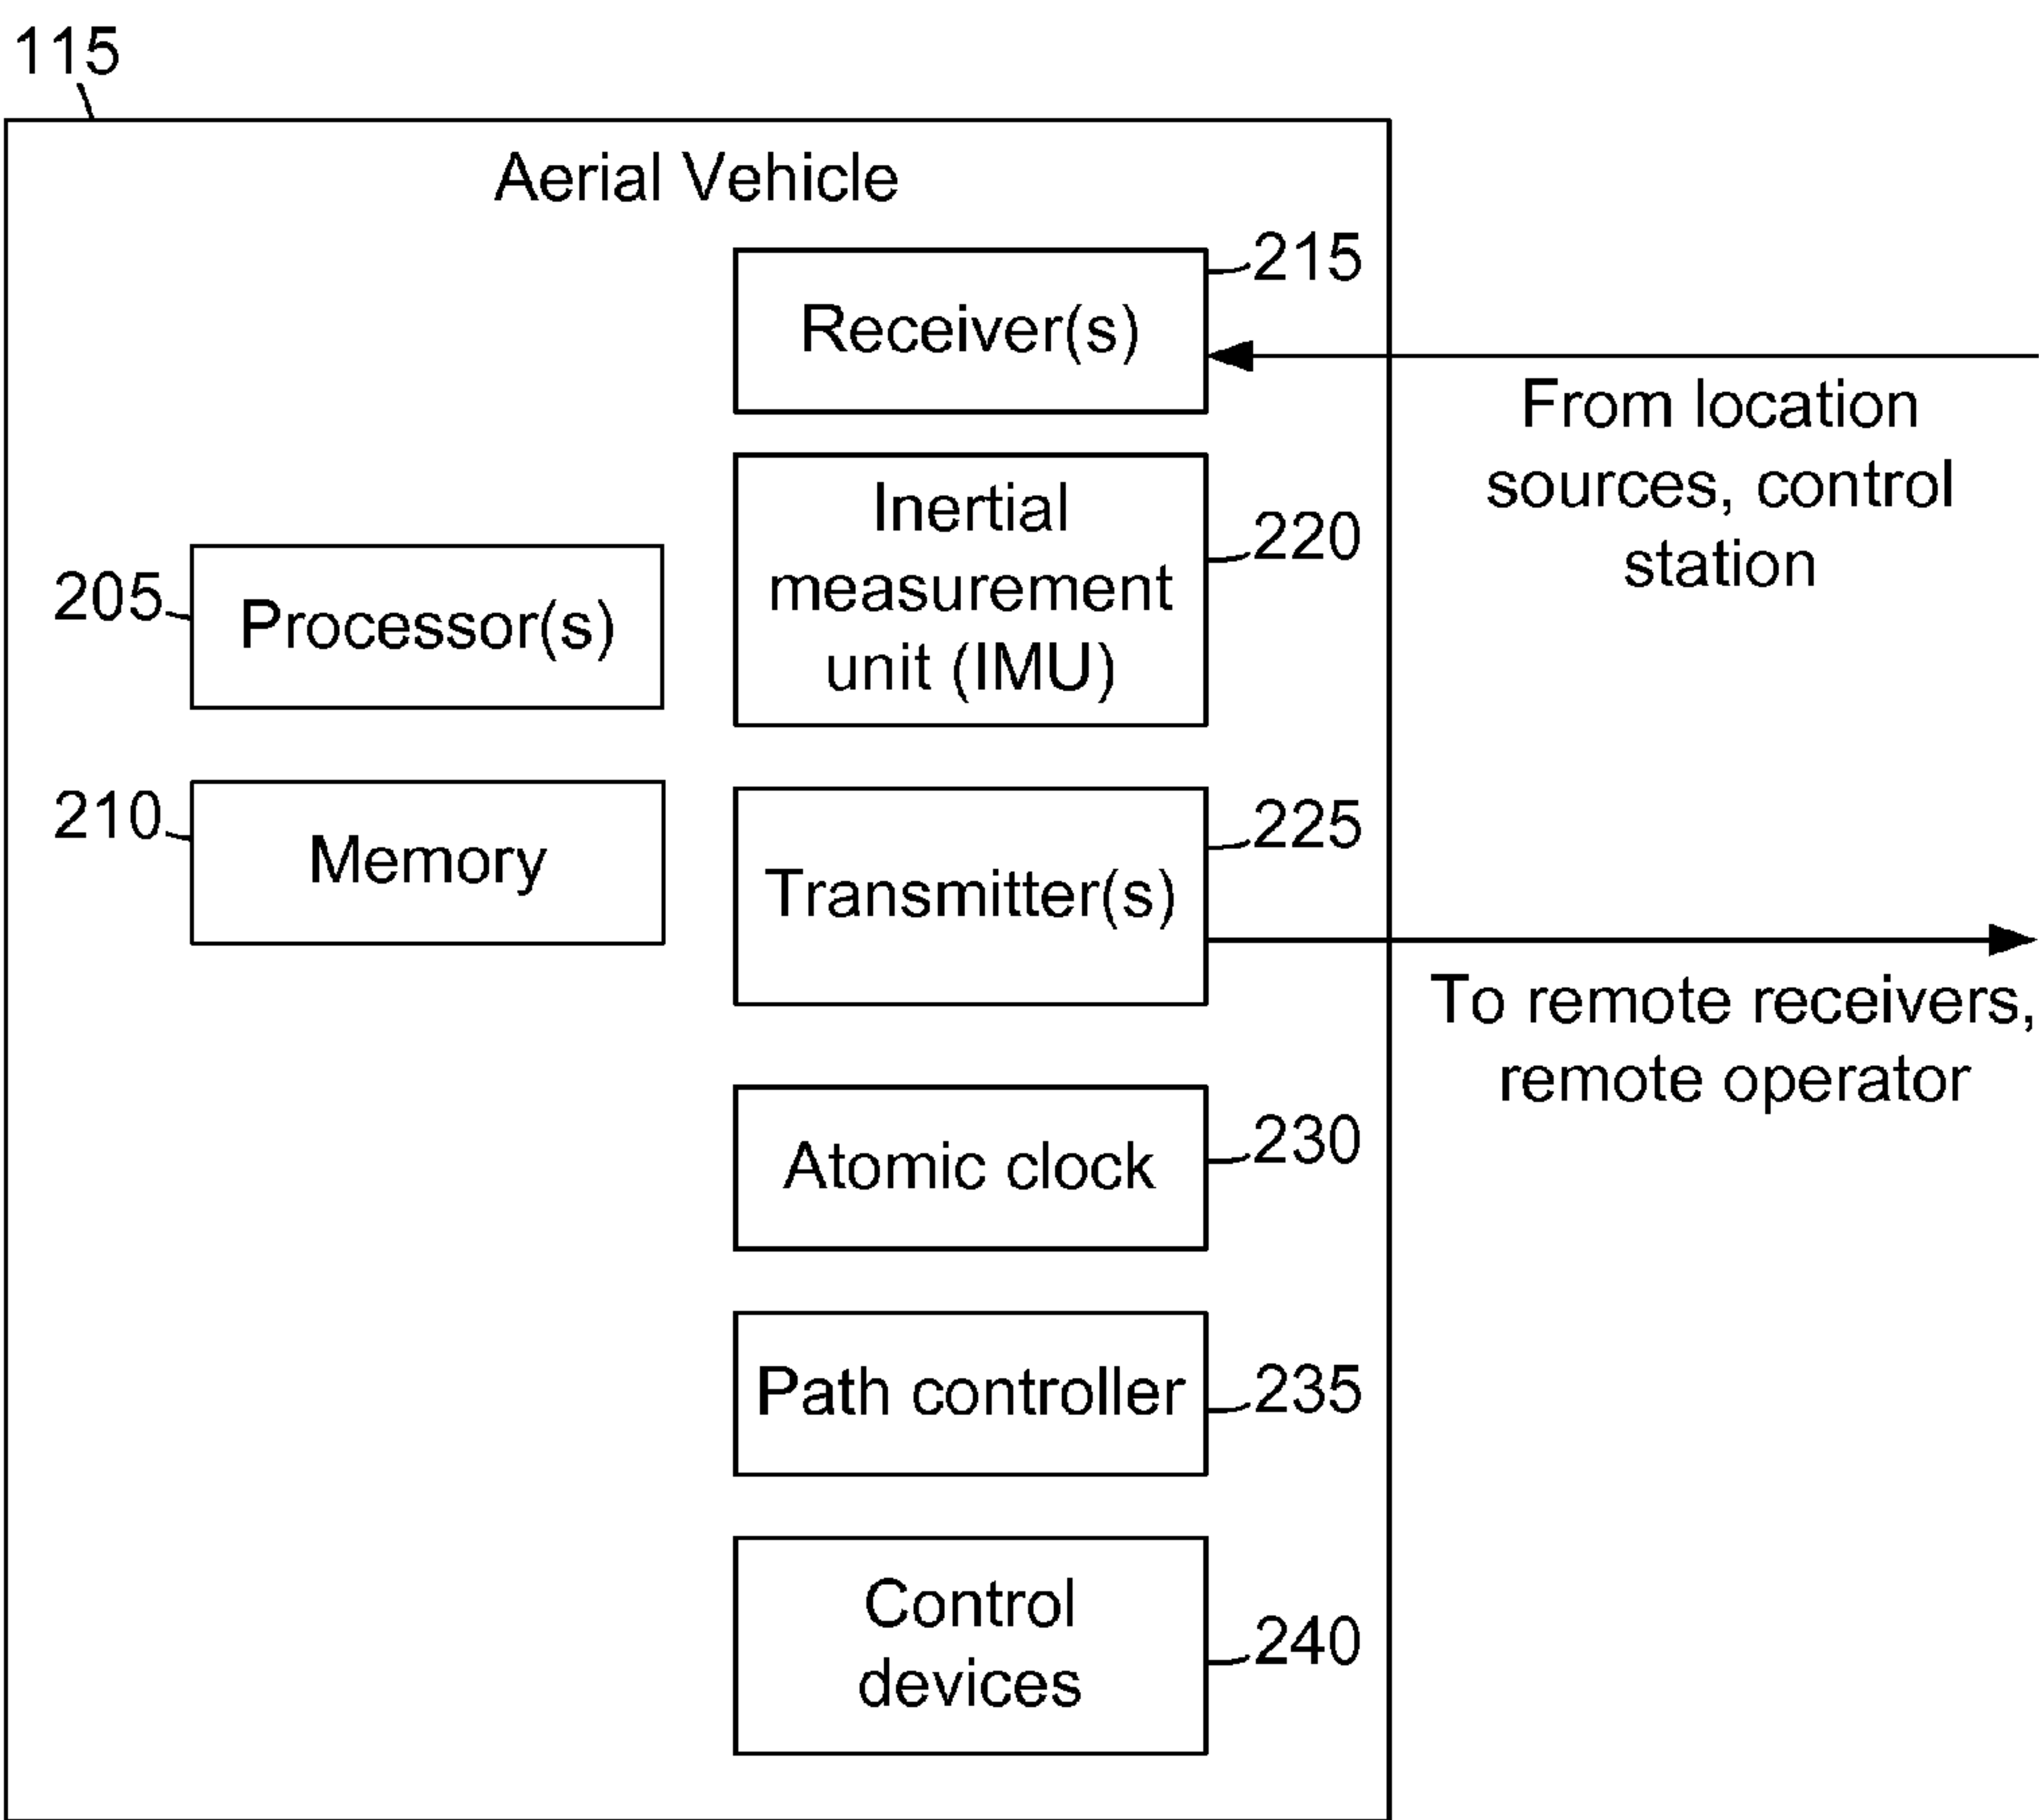 115
Aerial Vehicle
215
Receiver(s)
From location
sources, control
station
Inertial
measurement
unit (IMU)
220
205
Processor(s)
210
Memory
225
Transmitter(s)
To remote receivers,
remote operator
230
Atomic clock
235
Path controller
Control
devices
240